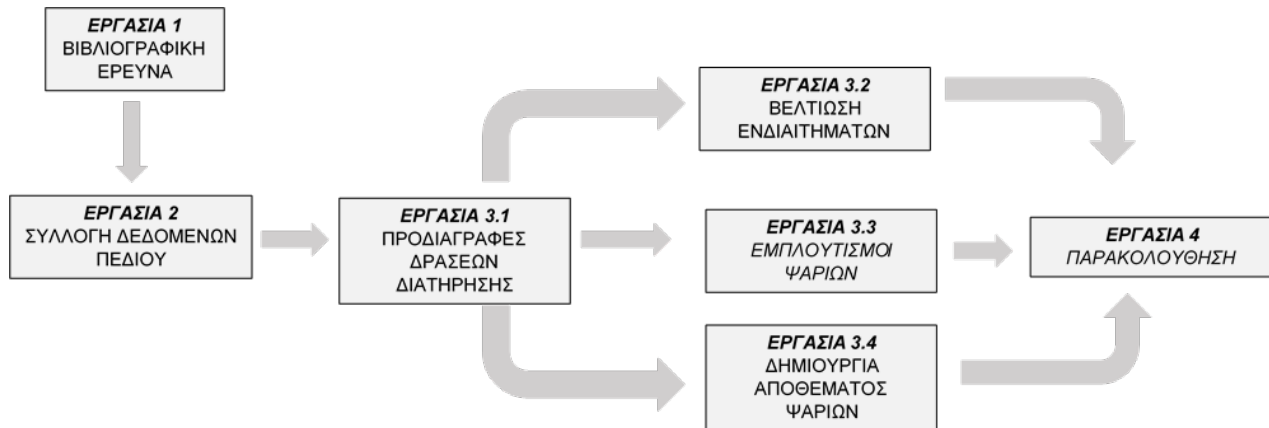 ΕΡΓΑΣΙΑ 1
ΒΙΒΛΙΟΓΡΑΦΙΚΗ
ΕΡΕΥΝΑ
ΕΡΓΑΣΙΑ 2
ΣΥΛΛΟΓΗ ΔΕΔΟΜΕΝΩΝ
ΠΕΔΙΟΥ
ΕΡΓΑΣΙΑ 3.1
ΠΡΟΔΙΑΓΡΑΦΕΣ
ΔΡΑΣΕΩΝ
ΔΙΑΤΗΡΗΣΗΣ
ΕΡΓΑΣΙΑ 3.2
ΒΕΛΤΙΩΣΗ
ΕΝΔΙΑΙΤΗΜΑΤΩΝ
ΕΡΓΑΣΙΑ 3.3
ΕΜΠΛΟΥΤΙΣΜΟΙ
ΨΑΡΙΩΝ
ΕΡΓΑΣΙΑ 3.4
ΔΗΜΙΟΥΡΓΙΑ
ΑΠΟΘΕΜΑΤΟΣ
ΨΑΡΙΩΝ
ΕΡΓΑΣΙΑ 4
ΠΑΡΑΚΟΛΟΥΘΗΣΗ